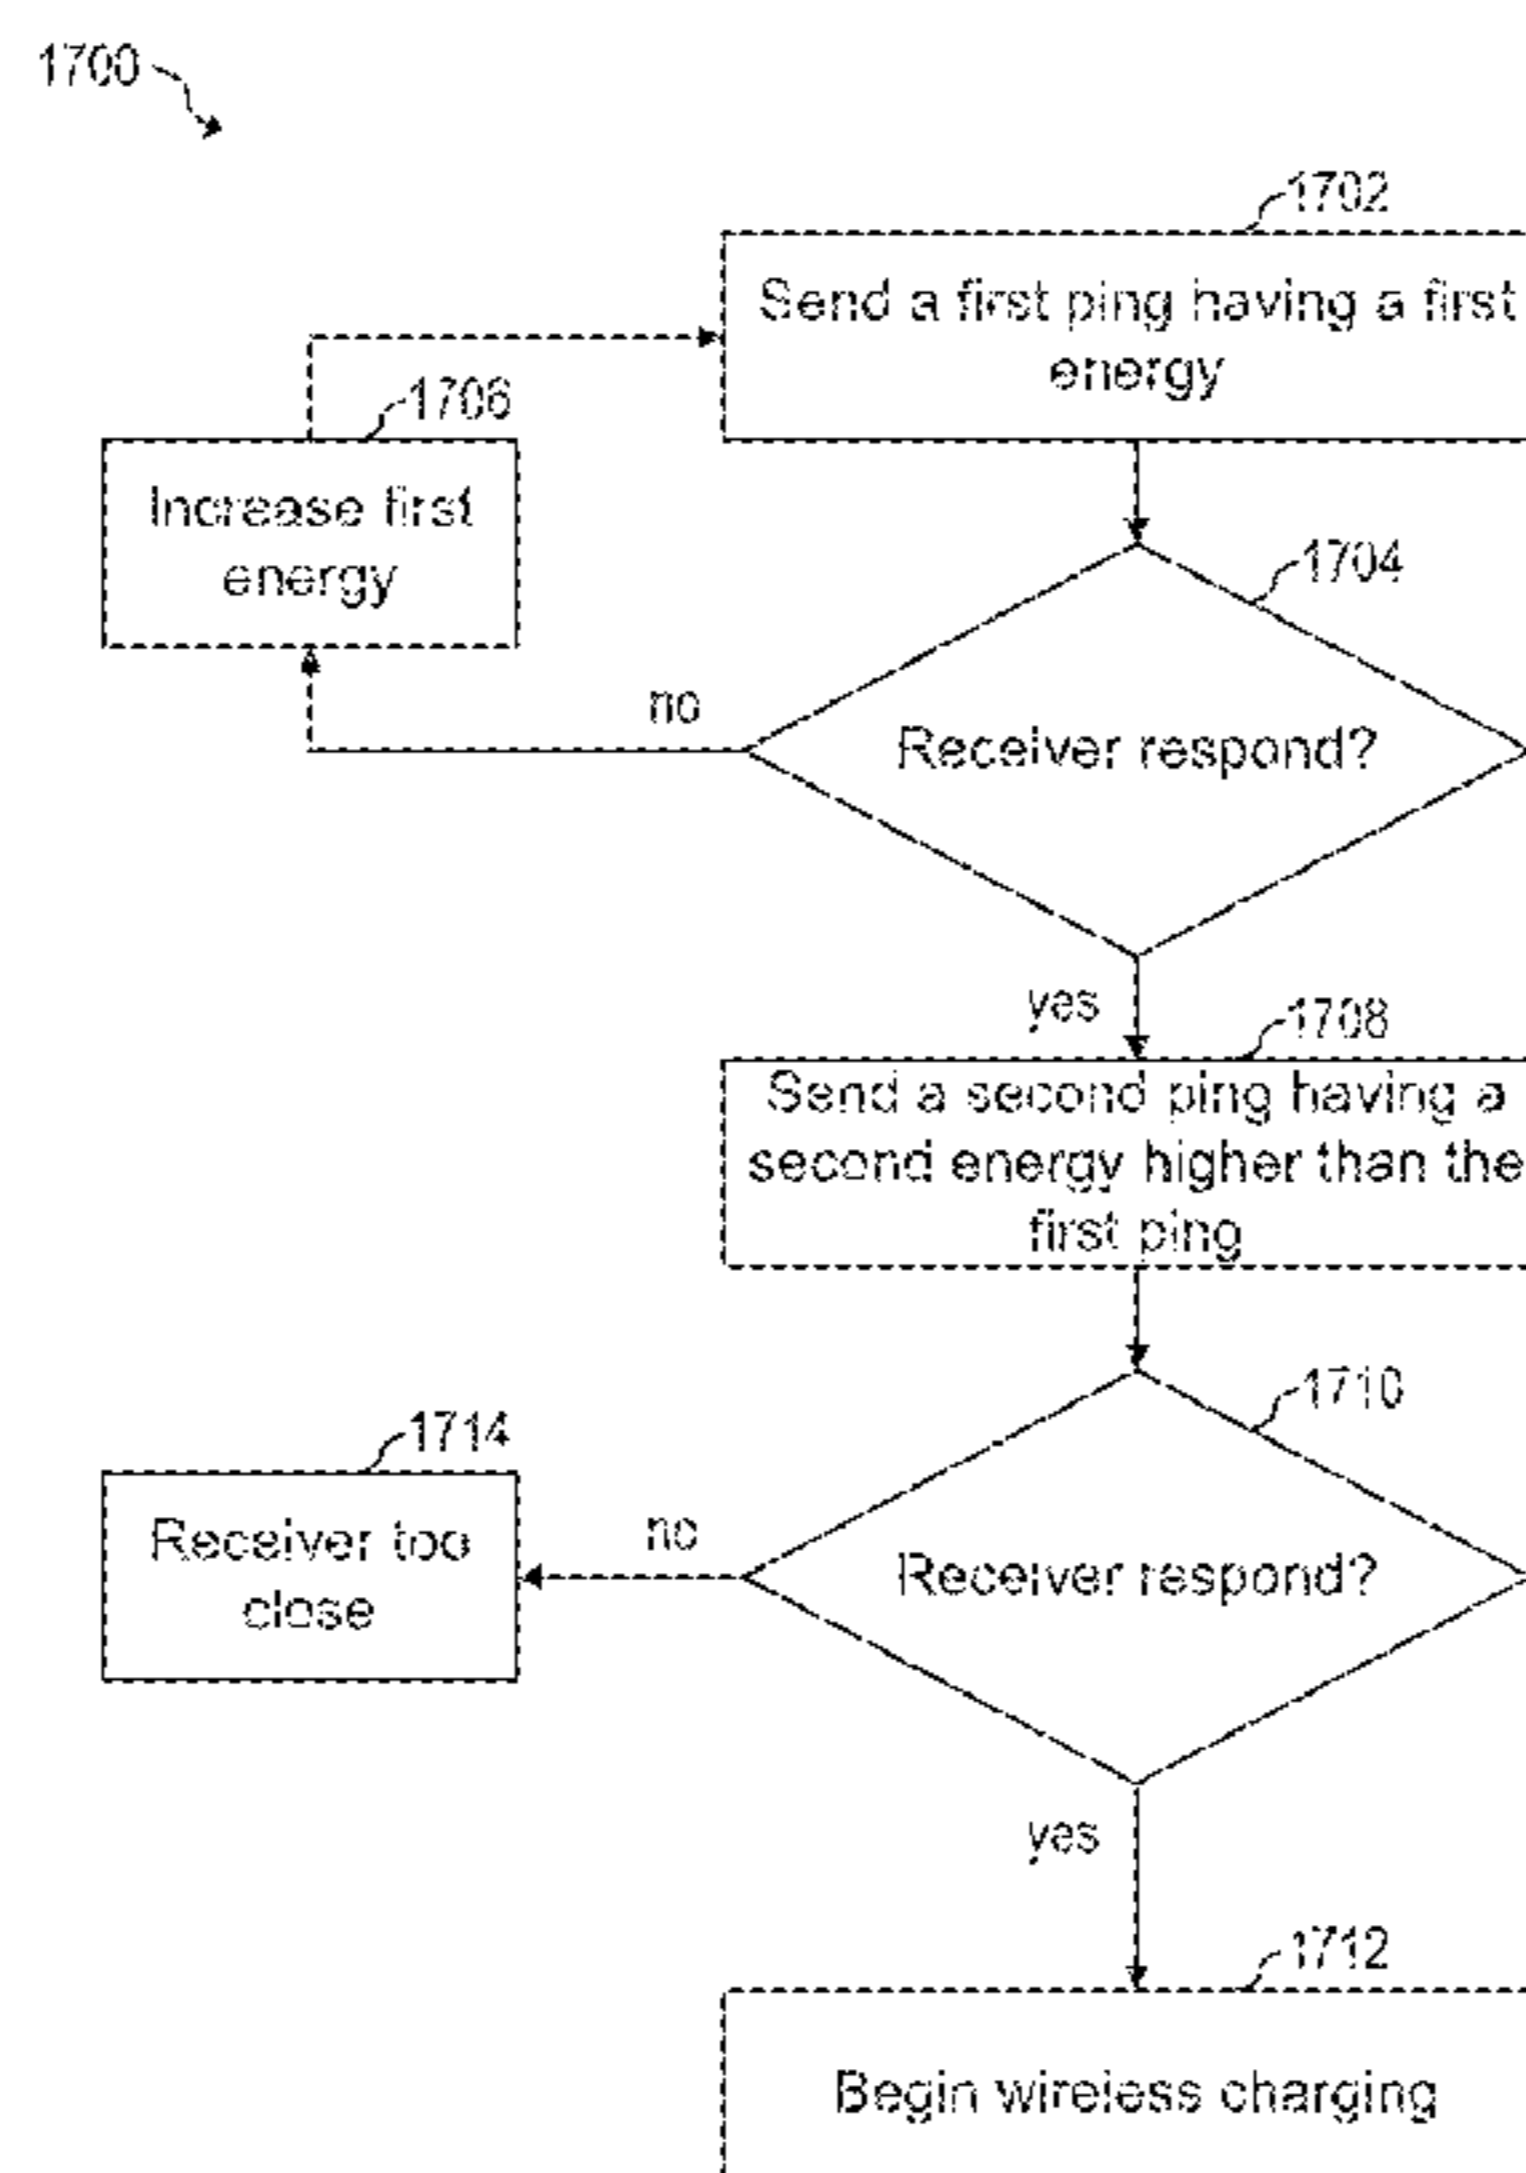 1700
1702
Send a first ping having a first
energy
1706
Increase first
energy
1704
Receiver respond?
no
yes
1708
Send a second ping having a
second energy higher than the
first ping
1710
Receiver respond?
1714
Receiver too
close
no
yes
1712
Begin wireless charging